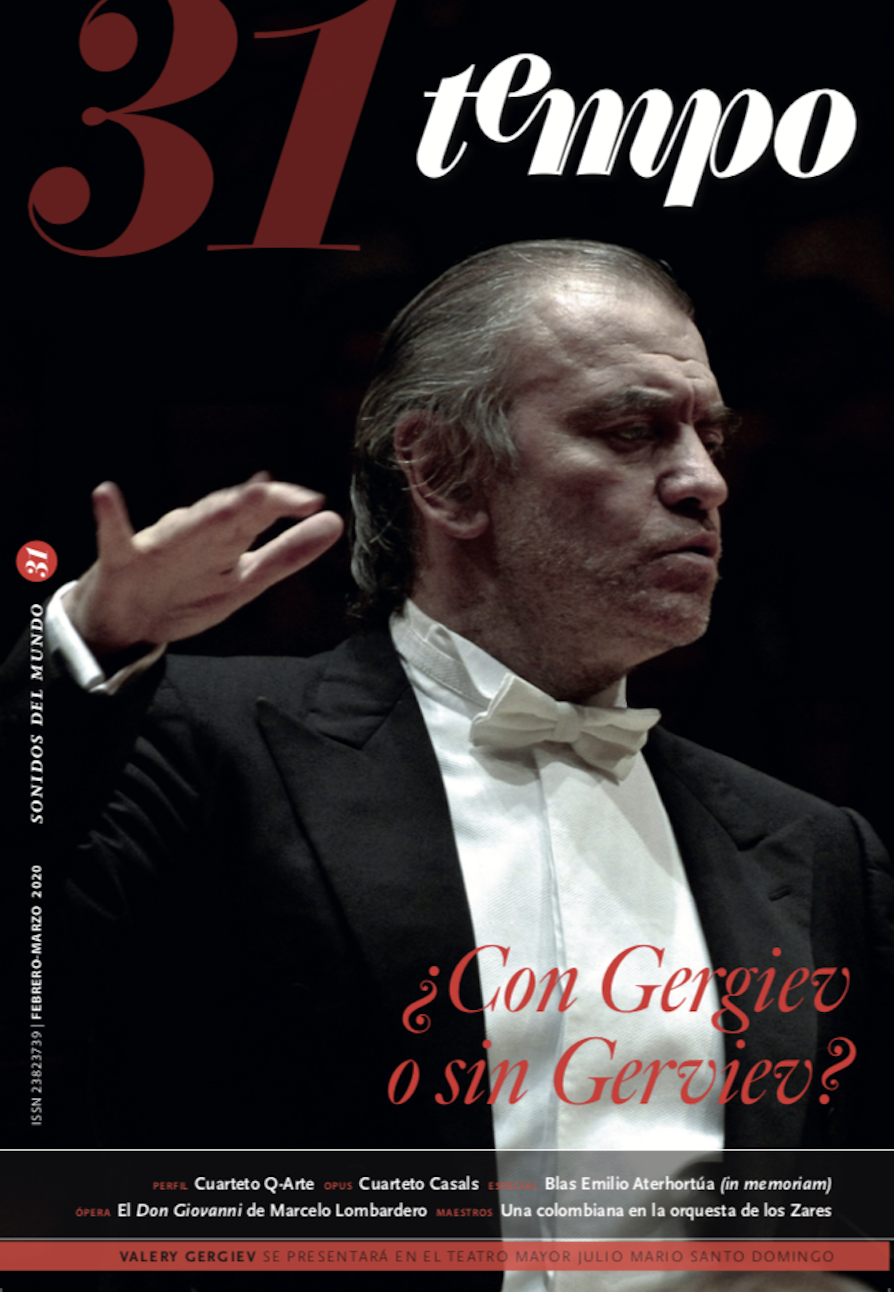 31 tempo
31
SONIDOS DEL MUNDO
ISSN 23823739 | FEBRERO-MARZO 2020
¿Con Gergiev
o sin Gerviev?
PERFIL Cuarteto Q-Arte OPUS Cuarteto Casals Blas Emilio Aterhortúa (in memoriam)
ÓPERA El Don Giovanni de Marcelo Lombardero MAESTROS Una colombiana en la orquesta de los Zares
VALERY GERGIEV SE PRESENTARÁ EN EL TEATRO MAYOR JULIO MARIO SANTO DOMINGO